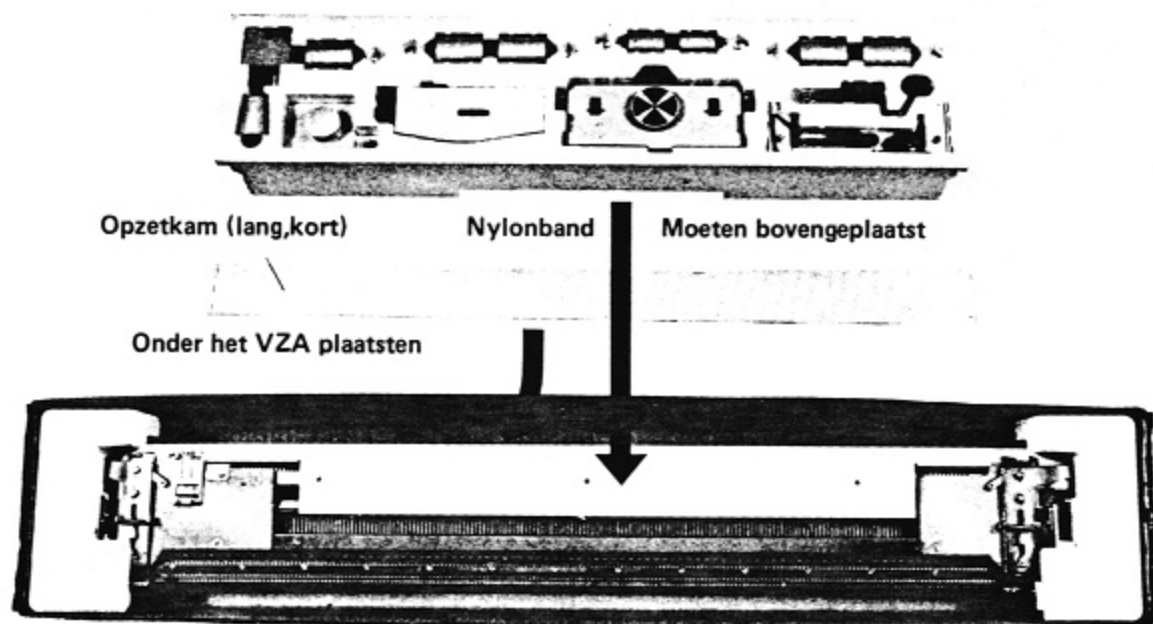 Opzetkam (lang,kort)
Nylonband
Moeten bovengeplaatst
Onder het VZA plaatsten